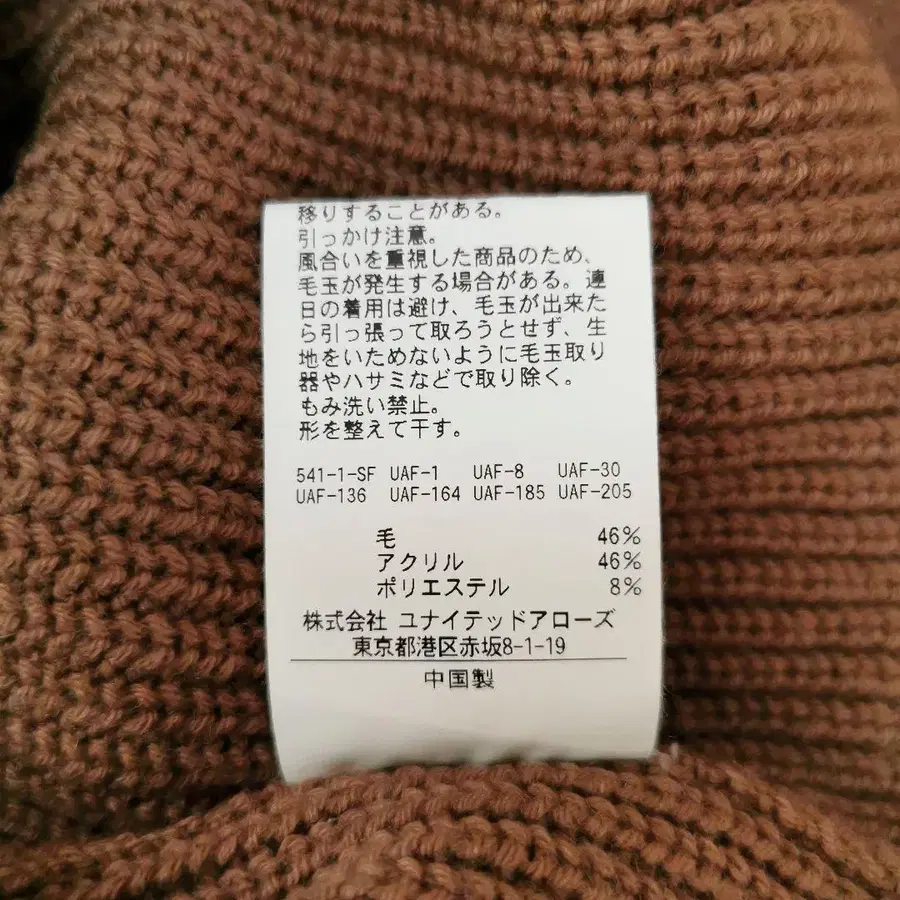 移りすることがある。
引っかけ注意。
風合いを重視した商品のため、
毛玉が発生する場合がある。連
日の着用は避け、毛玉が出来た
ら引っ張って取ろうとせず、生
地をいためないように毛玉取り
器やハサミなどで取り除く。
もみ洗い禁止。
形を整えて干す。
541-1-SF UAF-1 UAF-8 UAF-30
UAF-136 UAF-164 UAF-185 UAF-205
毛 46%
アクリル 46%
ポリエステル 8%
株式会社 ユナイテッドアローズ
東京都港区赤坂8-1-19
中国製